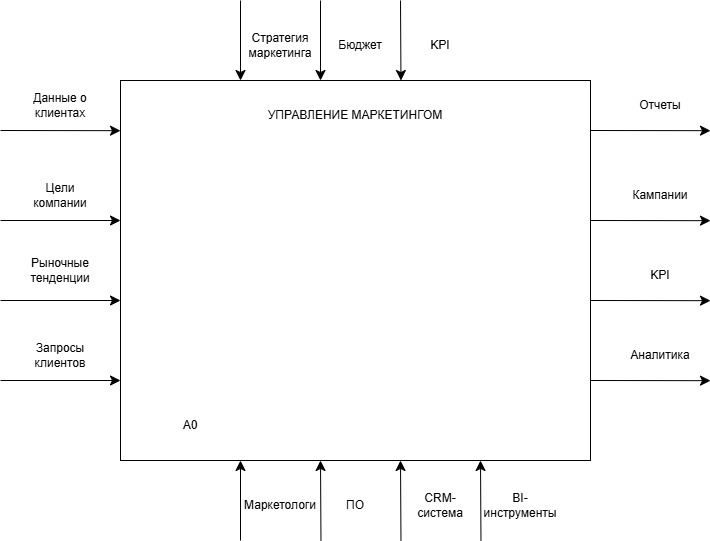 Стратегия
маркетинга
Бюджет
KPI
УПРАВЛЕНИЕ МАРКЕТИНГОМ
Данные о
клиентах
Отчеты
Цели
компании
Кампании
Рыночные
тенденции
KPI
Запросы
клиентов
Аналитика
A0
Маркетологи
ПО
CRM-
система
BI-
инструменты